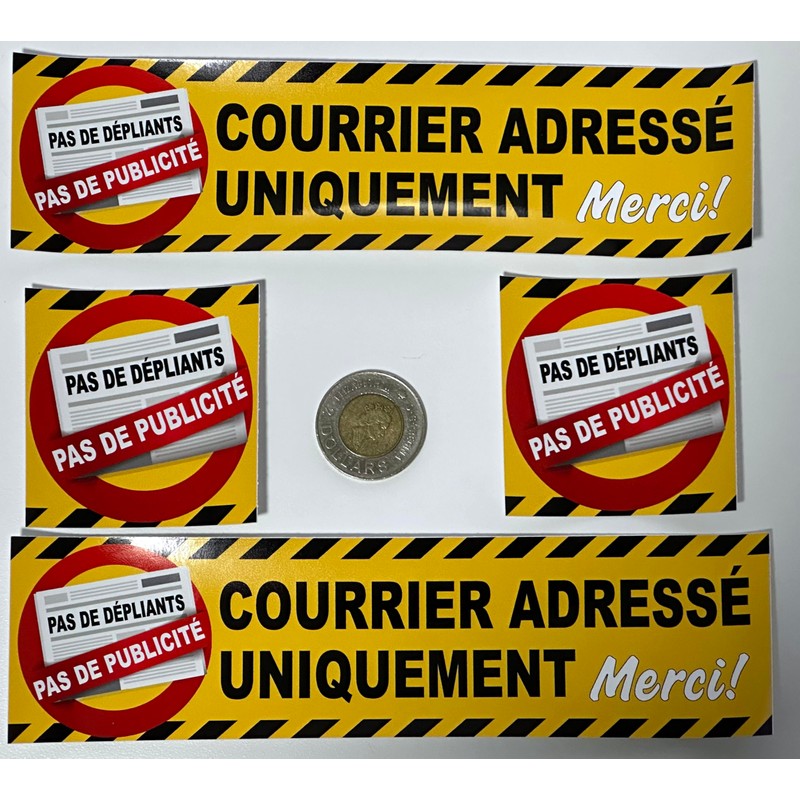 PAS DE DÉPLIANTS
PAS DE PUBLICITÉ
COURRIER ADRESSÉ
UNIQUEMENT Merci!
PAS DE DÉPLIANTS
PAS DE PUBLICITÉ
2 DOLLARS
PAS DE DÉPLIANTS
PAS DE PUBLICITÉ
PAS DE DÉPLIANTS
PAS DE PUBLICITÉ
COURRIER ADRESSÉ
UNIQUEMENT Merci!